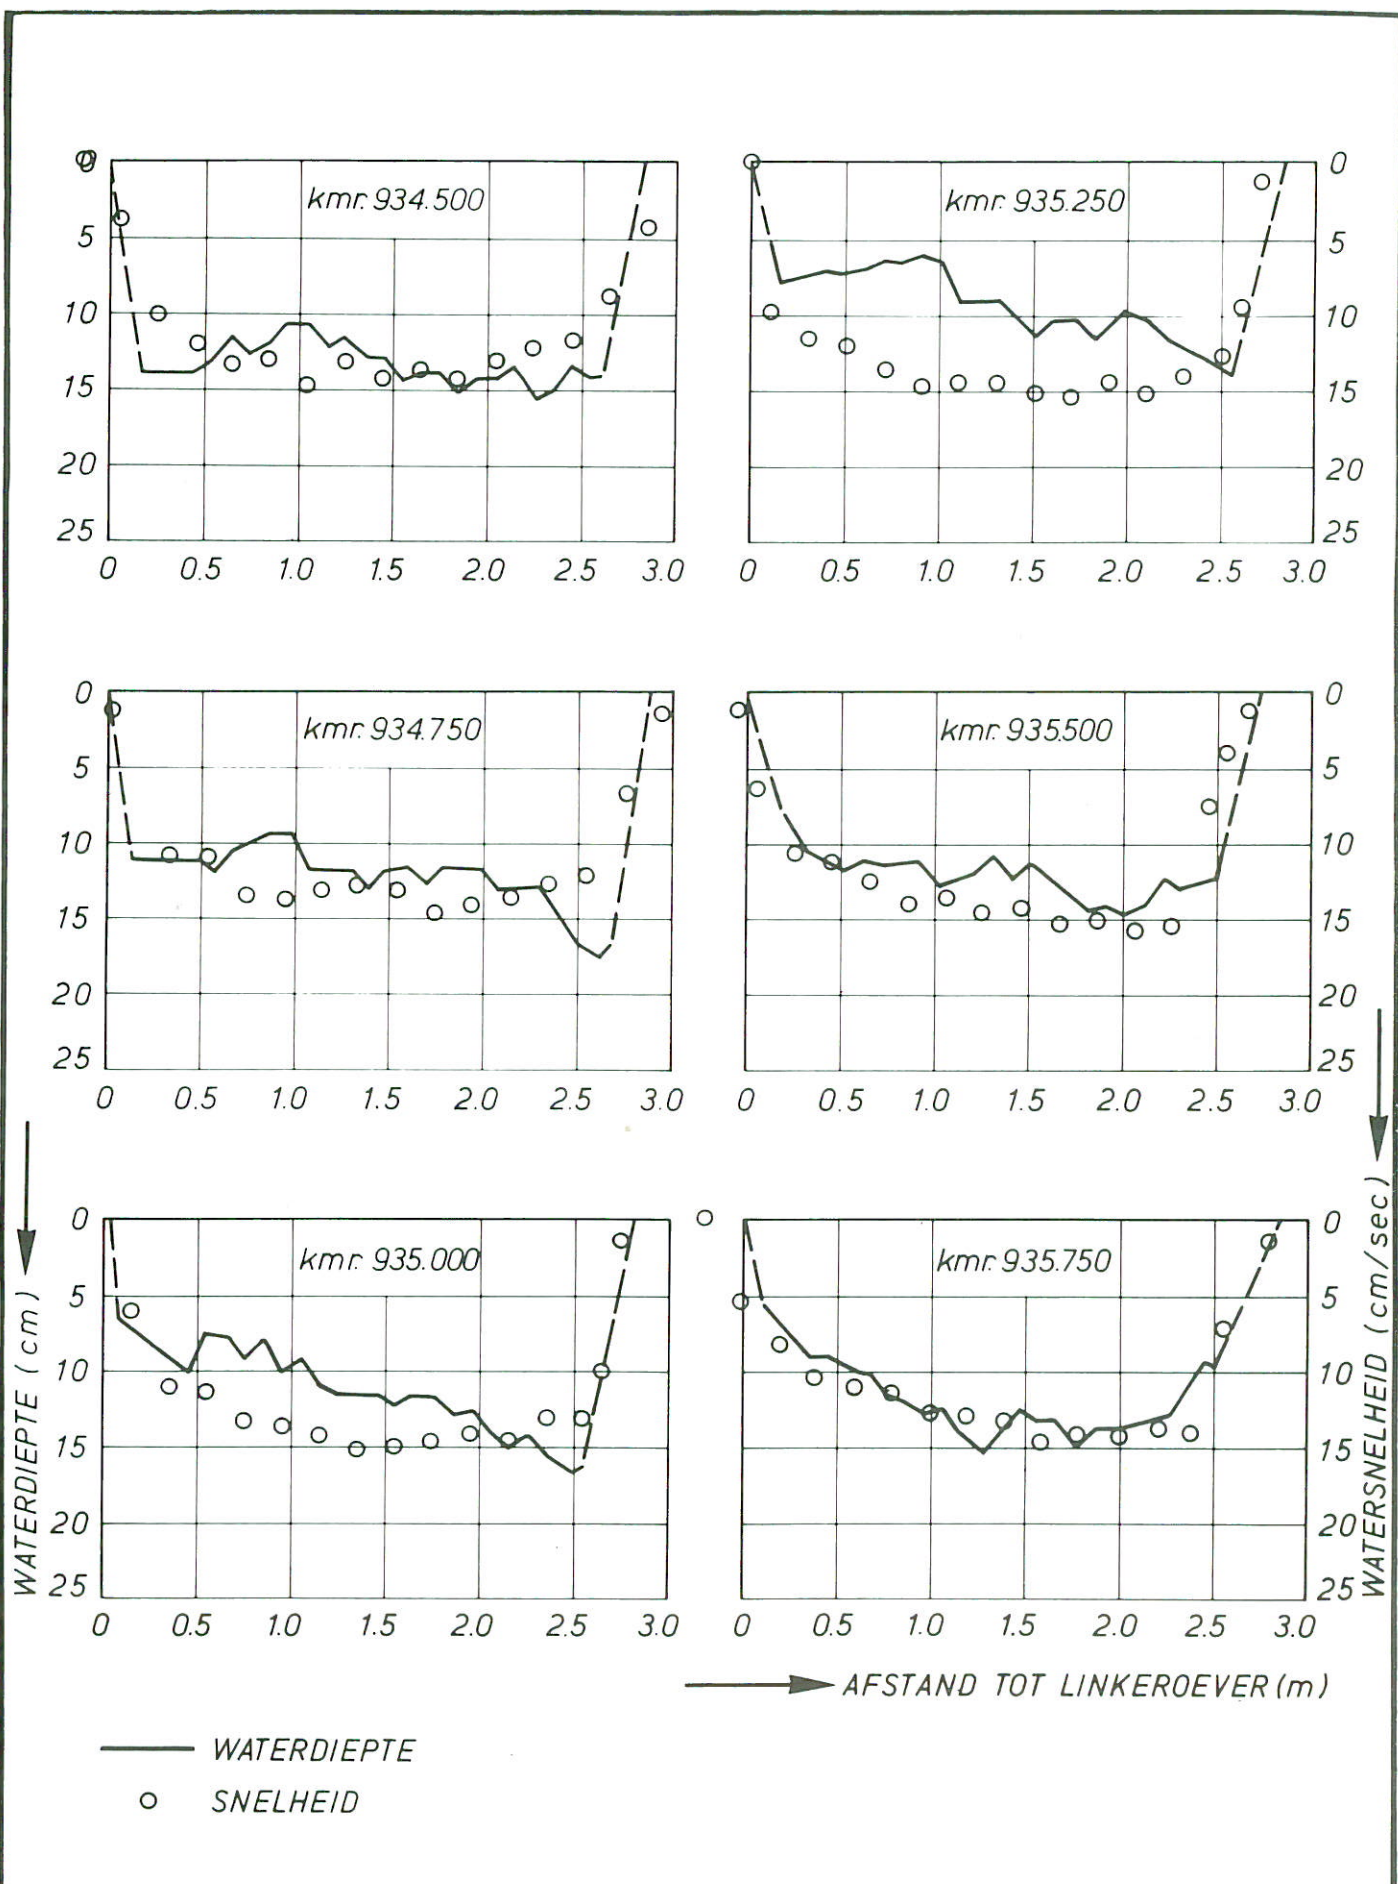 kmr. 934.500
0
5
10
15
20
25
0 0.5 1.0 1.5 2.0 2.5 3.0
kmr. 935.250
0
5
10
15
20
25
0 0.5 1.0 1.5 2.0 2.5 3.0
kmr. 934.750
0
5
10
15
20
25
0 0.5 1.0 1.5 2.0 2.5 3.0
kmr. 935.500
0
5
10
15
20
25
0 0.5 1.0 1.5 2.0 2.5 3.0
kmr. 935.000
0
5
10
15
20
25
0 0.5 1.0 1.5 2.0 2.5 3.0
kmr. 935.750
0
5
10
15
20
25
0 0.5 1.0 1.5 2.0 2.5 3.0
WATERDIEPTE (cm)
WATERSNELHEID (cm/sec)
AFSTAND TOT LINKEROEVER (m)
WATERDIEPTE
SNELHEID